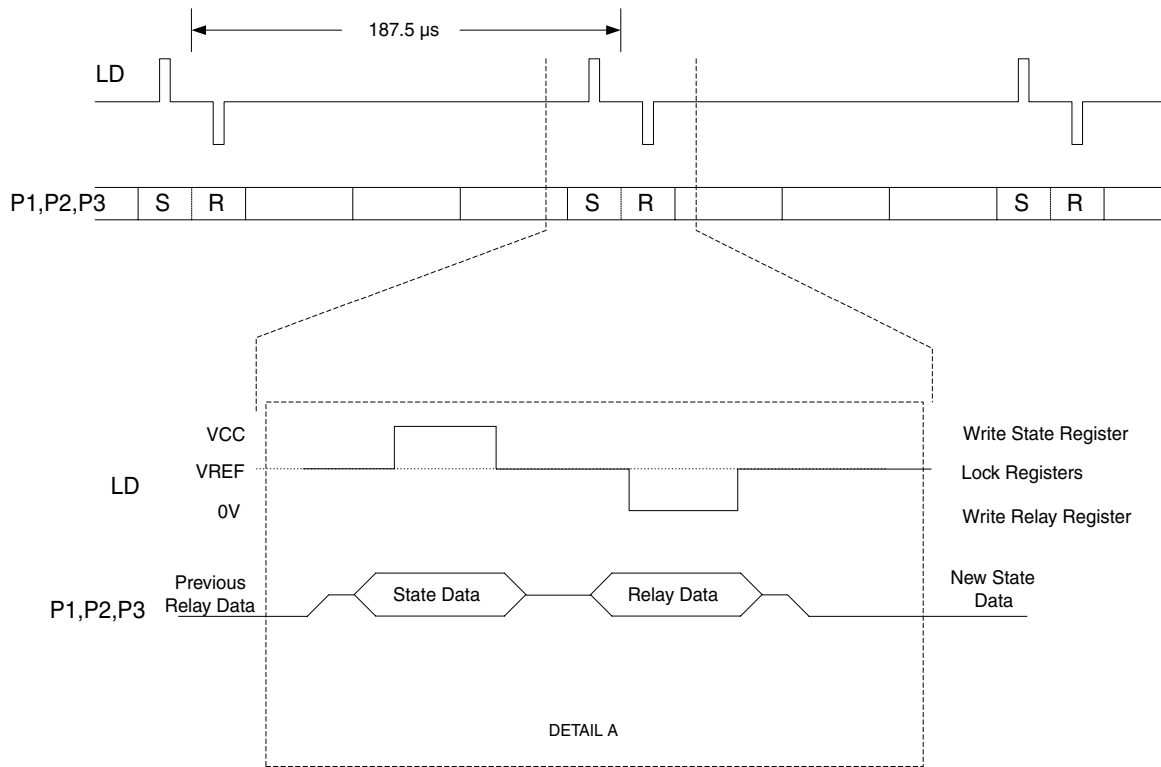 187.5 µs
LD
P1,P2,P3 S R S R S R
VCC Write State Register
VREF Lock Registers
LD
0V Write Relay Register
Previous
Relay Data
P1,P2,P3
State Data
Relay Data
New State
Data
DETAIL A